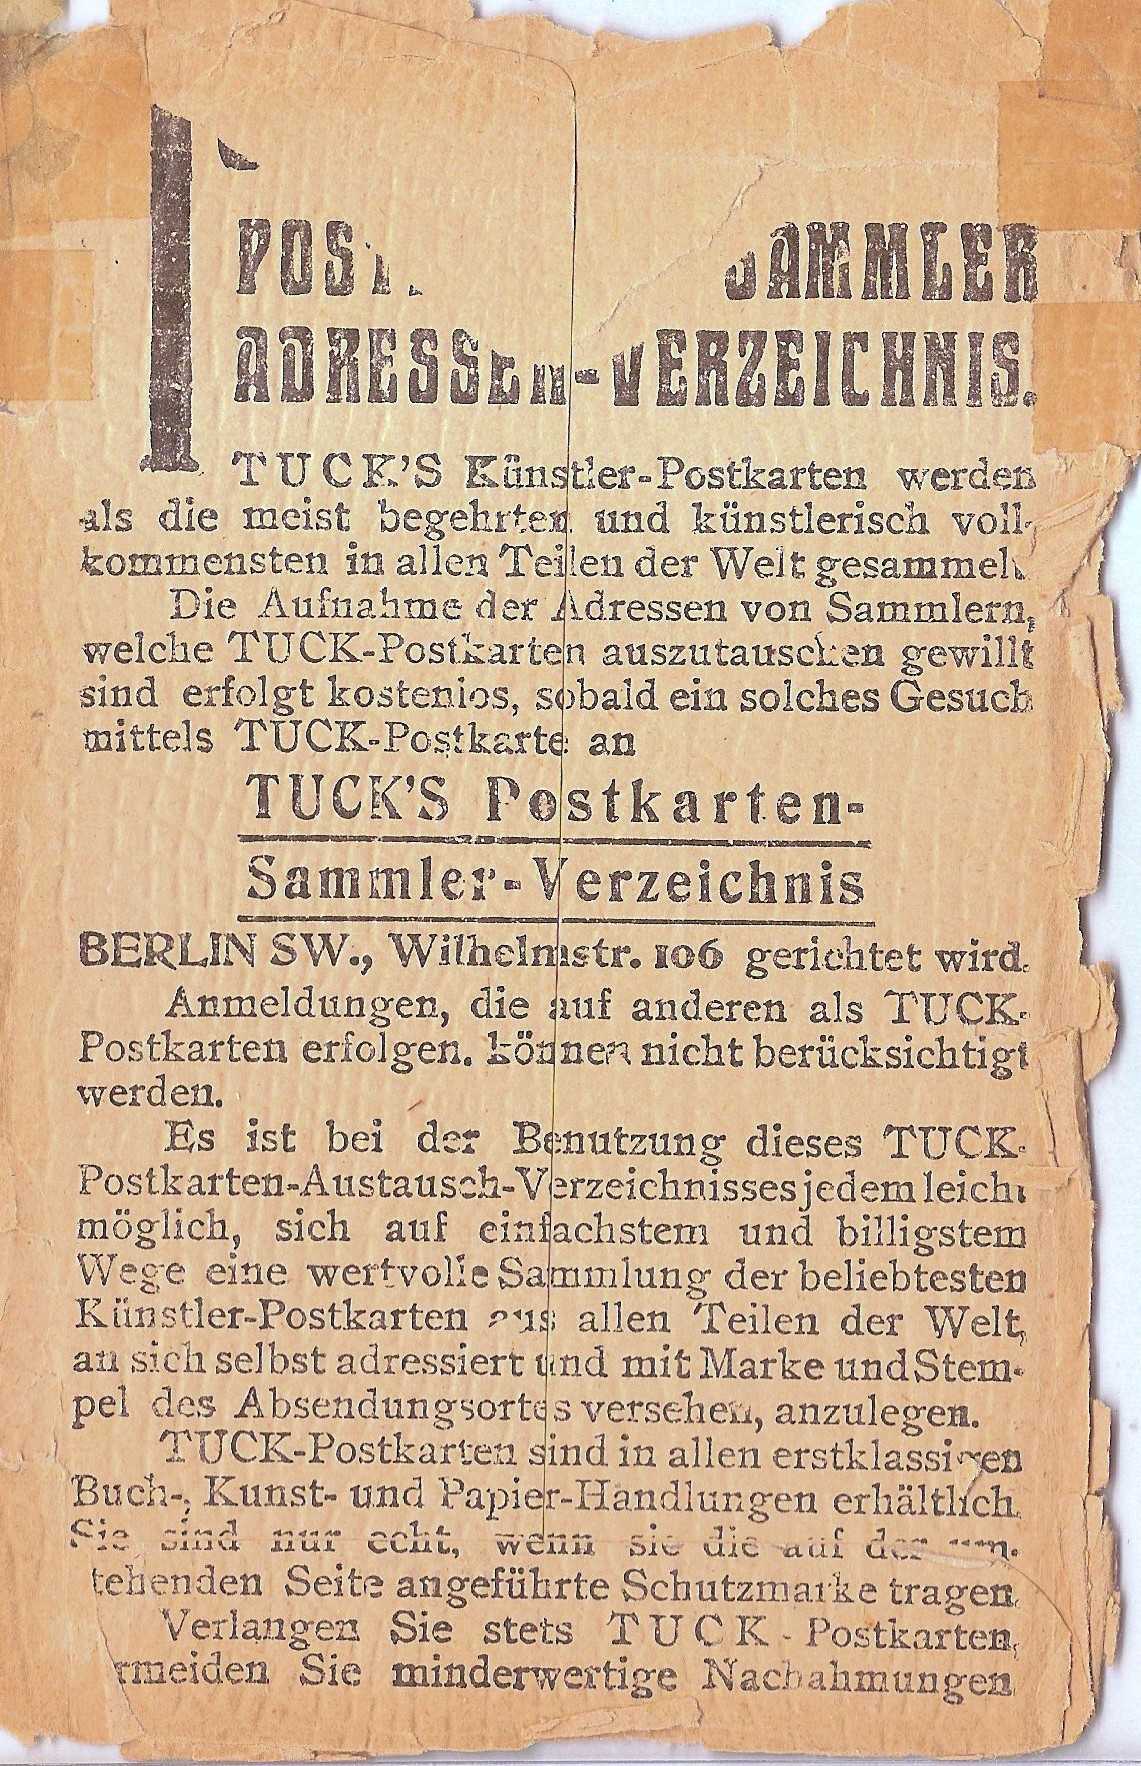 POST SAMMLER
ADRESSEN-VERZEICHNIS.
TUCK'S Künstler-Postkarten werden
als die meist begehrten und künstlerisch voll-
kommensten in allen Teilen der Welt gesammelt
Die Aufnahme der Adressen von Sammlern,
welche TUCK-Postkarten auszutauschen gewillt
sind erfolgt kostenlos, sobald ein solches Gesuch
mittels TUCK-Postkarte an
TUCK'S Postkarten-
Sammler-Verzeichnis
BERLIN SW., Wilhelmstr. 106 gerichtet wird.
Anmeldungen, die auf anderen als TUCK-
Postkarten erfolgen. können nicht berücksichtigt
werden.
Es ist bei der Benutzung dieses TUCK-
Postkarten-Austausch-Verzeichnisses jedem leicht
möglich, sich auf einfachstem und billigstem
Wege eine wertvolle Sammlung der beliebtesten
Künstler-Postkarten aus allen Teilen der Welt,
an sich selbst adressiert und mit Marke und Stem-
pel des Absendungsortes versehen, anzulegen.
TUCK-Postkarten sind in allen erstklassigen
Buch-, Kunst- und Papier-Handlungen erhältlich.
Sie sind nur echt, wenn sie die auf der um-
tehenden Seite angeführte Schutzmarke tragen.
Verlangen Sie stets TUCK-Postkarten,
rmeiden Sie minderwertige Nachahmungen